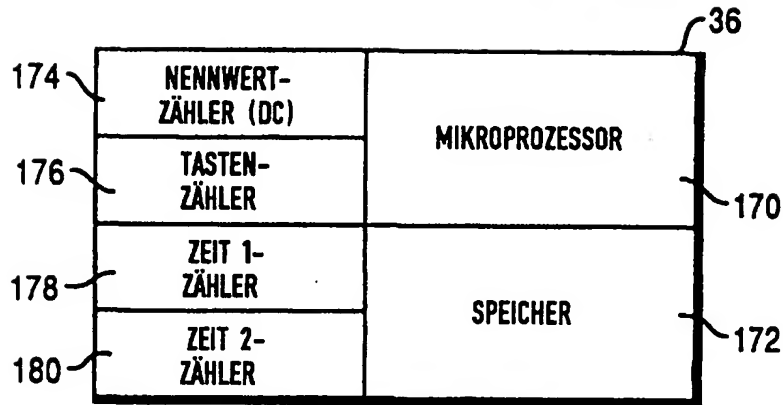 36
174
NENNWERT-
ZÄHLER (DC)
MIKROPROZESSOR
176
TASTEN-
ZÄHLER
170
178
ZEIT 1-
ZÄHLER
SPEICHER
172
180
ZEIT 2-
ZÄHLER